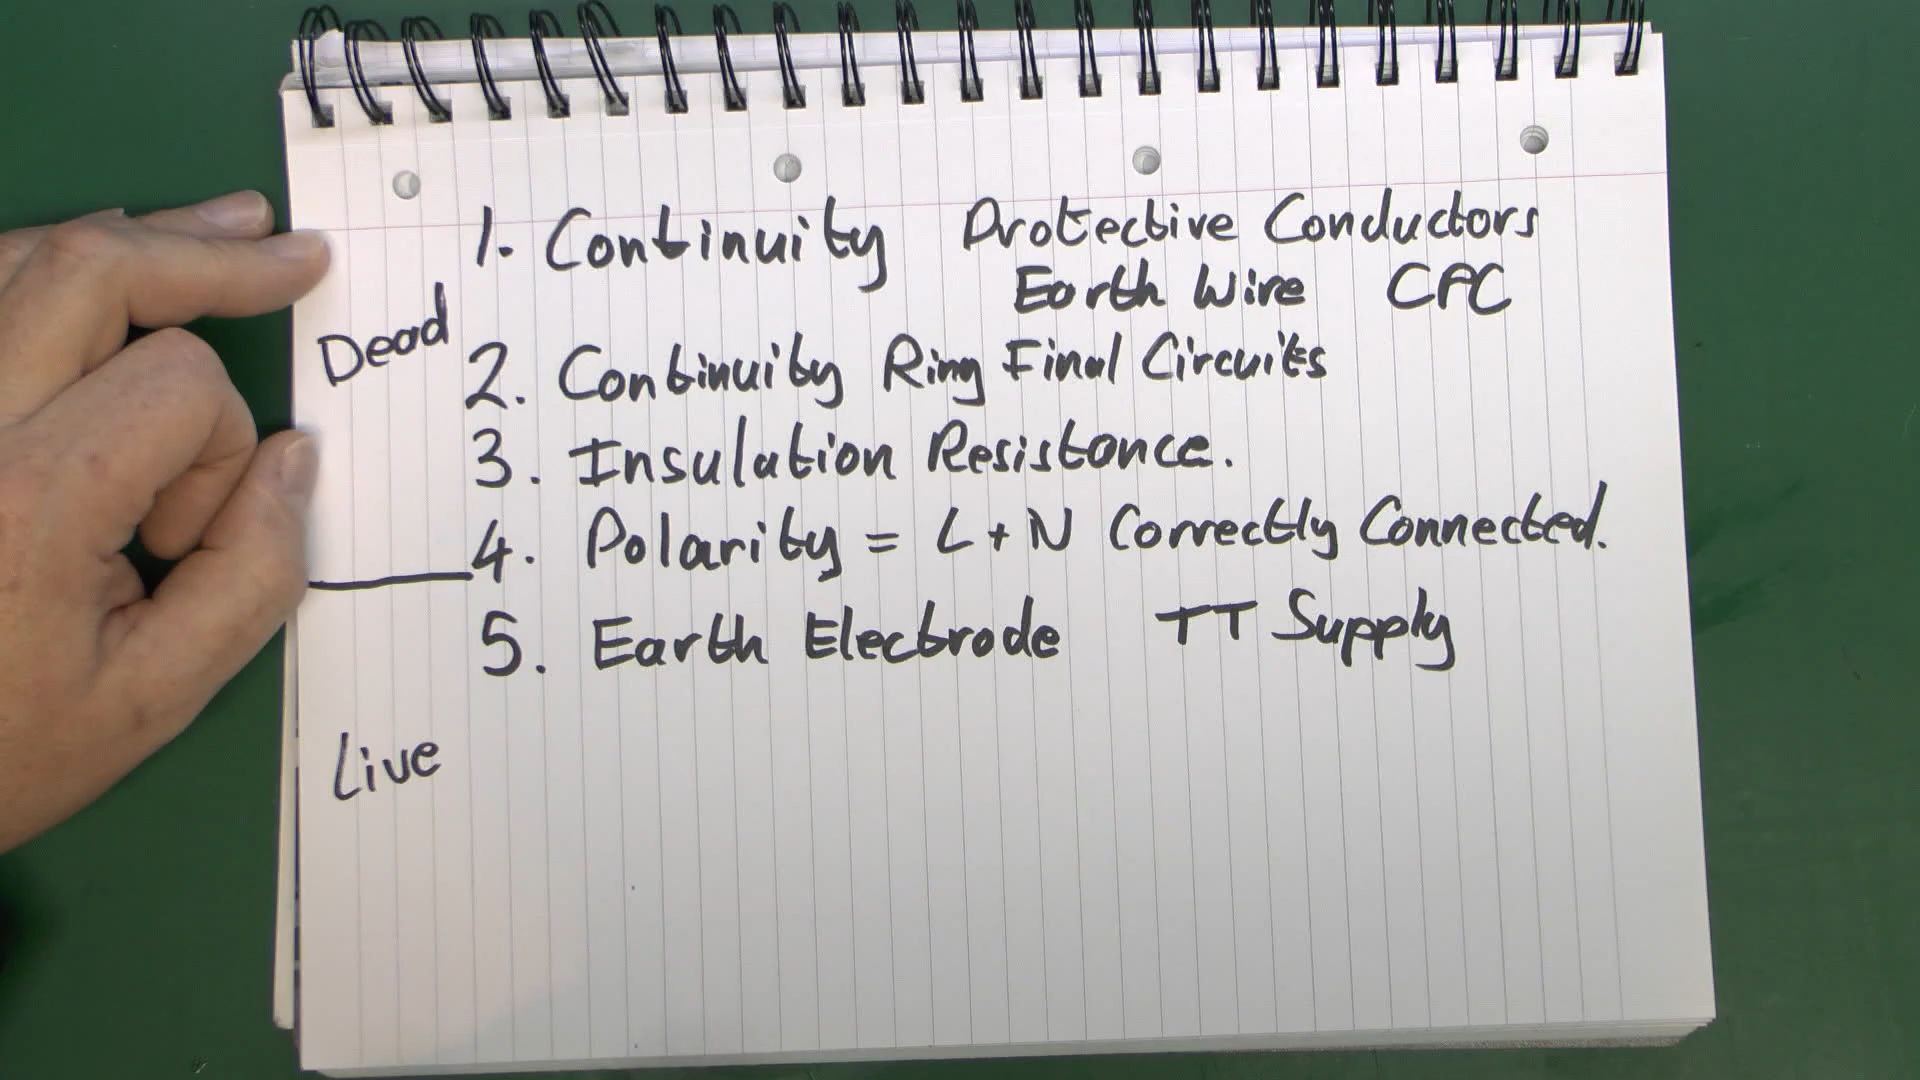 1. Continuity Protective Conductors
Earth Wire CPC
Dead
2. Continuity Ring Final Circuits
3. Insulation Resistance.
4. Polarity = L + N Correctly Connected.
5. Earth Electrode TT Supply
Live